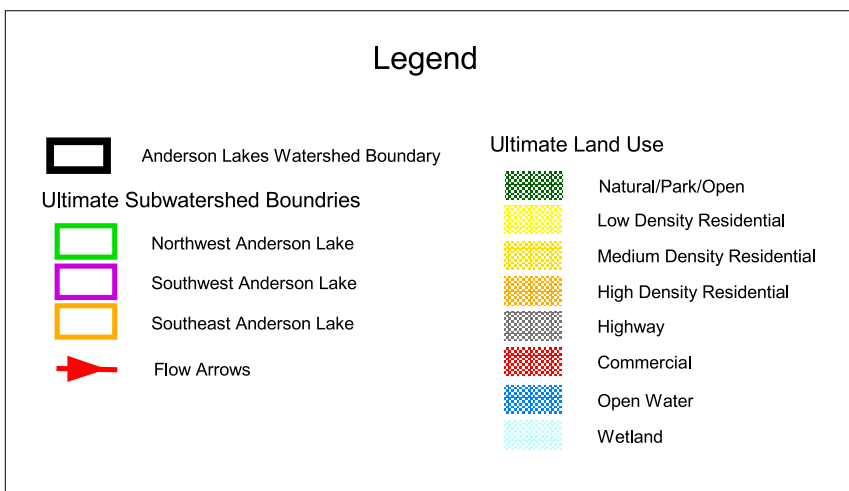 Legend
Anderson Lakes Watershed Boundary
Ultimate Subwatershed Boundries
Northwest Anderson Lake
Southwest Anderson Lake
Southeast Anderson Lake
Flow Arrows
Ultimate Land Use
Natural/Park/Open
Low Density Residential
Medium Density Residential
High Density Residential
Highway
Commercial
Open Water
Wetland